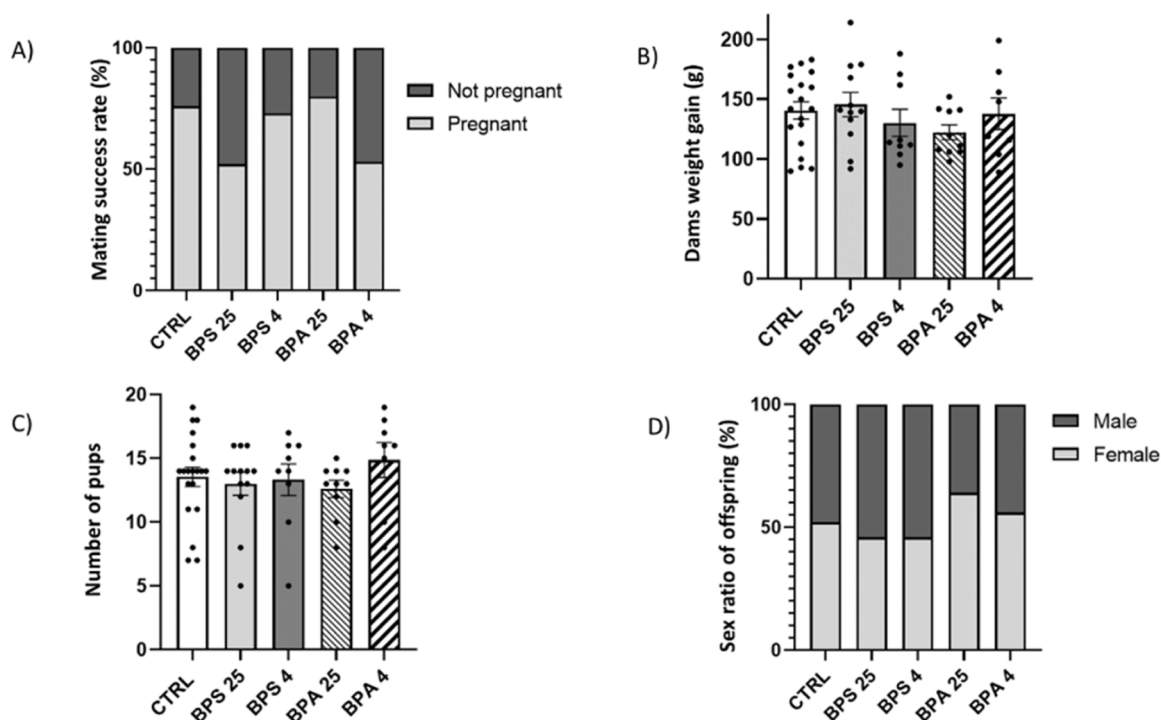 A)
Mating success rate (%)
100
50
0
CTRL
BPS 25
BPS 4
BPA 25
BPA 4
Not pregnant
Pregnant
B)
Dams weight gain (g)
200
150
100
50
0
CTRL
BPS 25
BPS 4
BPA 25
BPA 4
C)
Number of pups
20
15
10
5
0
CTRL
BPS 25
BPS 4
BPA 25
BPA 4
D)
Sex ratio of offspring (%)
100
50
0
CTRL
BPS 25
BPS 4
BPA 25
BPA 4
Male
Female